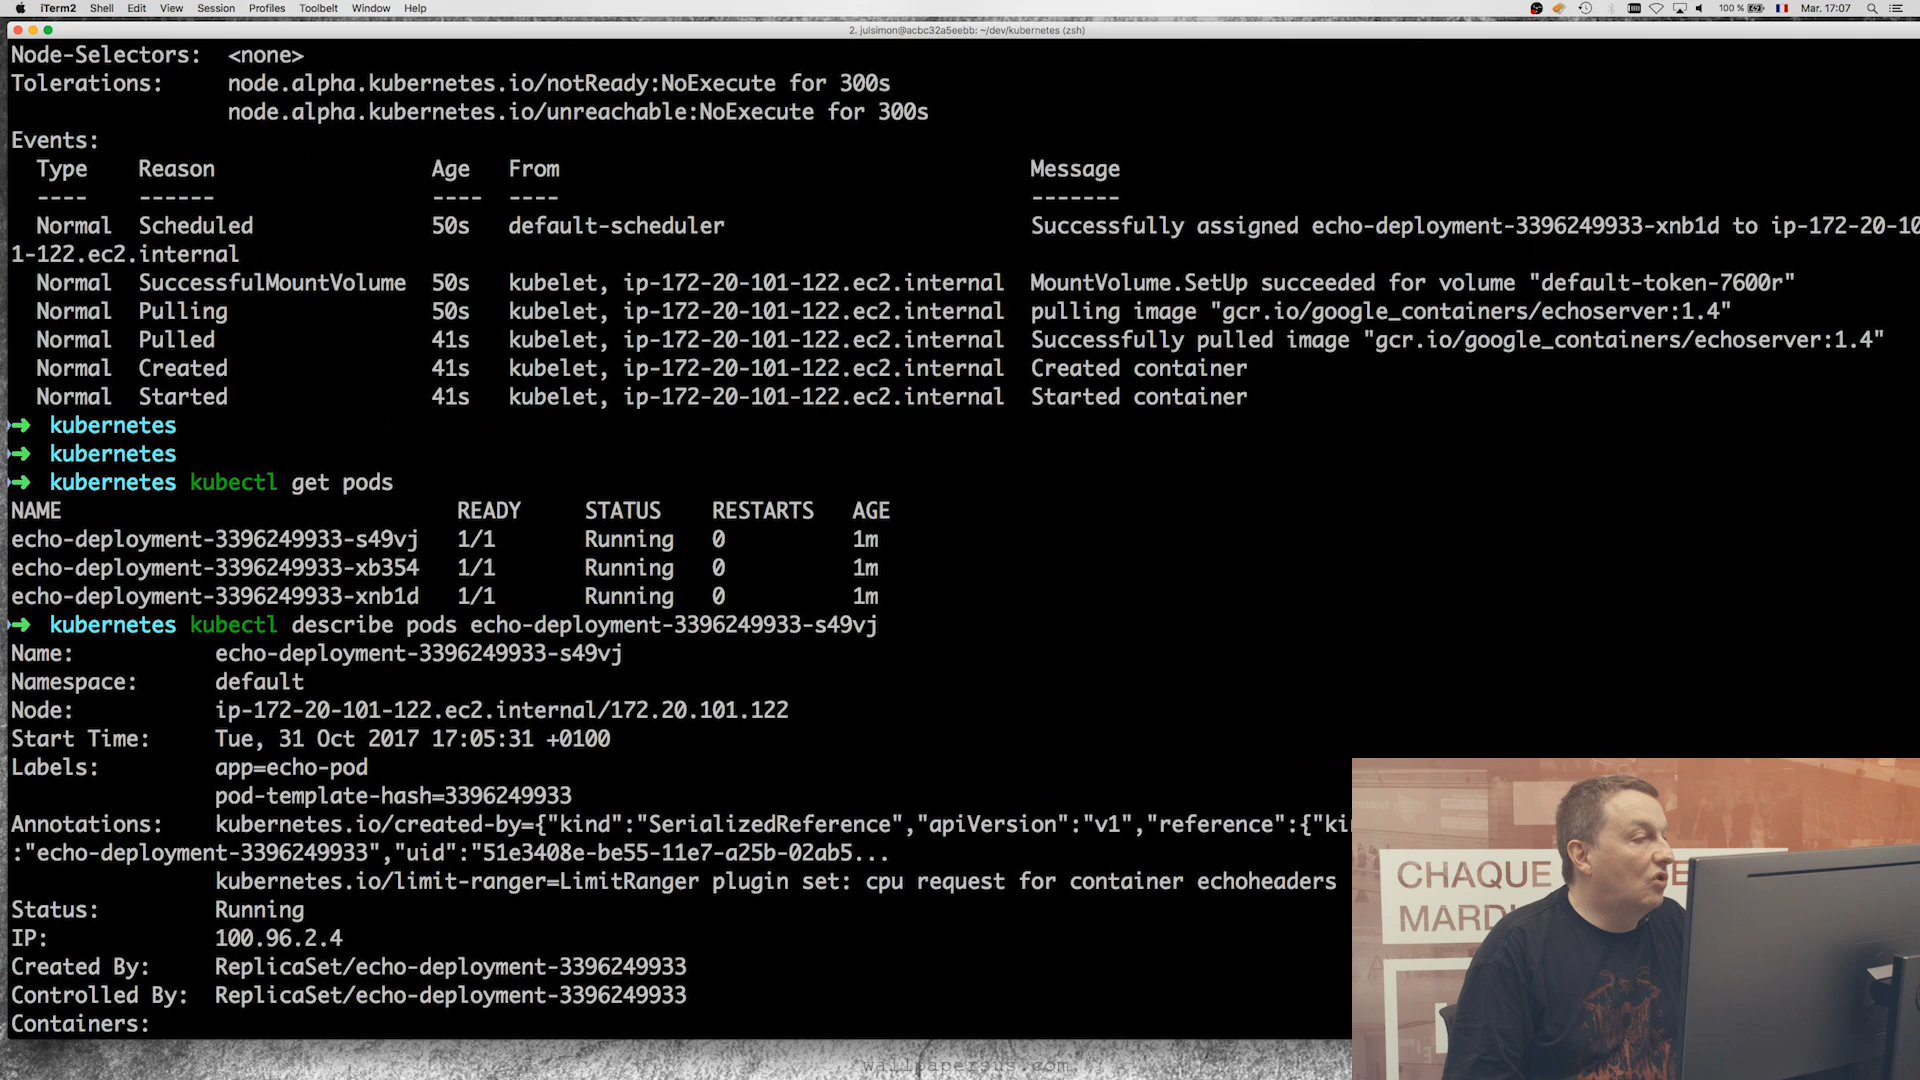 iTerm2 Shell Edit View Session Profiles Toolbelt Window Help 100 % Mar. 17:07
2. julsimon@acbc32a5eebb: ~/dev/kubernetes (zsh)
Node-Selectors: <none>
Tolerations: node.alpha.kubernetes.io/notReady:NoExecute for 300s
node.alpha.kubernetes.io/unreachable:NoExecute for 300s
Events:
Type Reason Age From Message
---- ------ ---- ---- -------
Normal Scheduled 50s default-scheduler Successfully assigned echo-deployment-3396249933-xnb1d to ip-172-20-10
1-122.ec2.internal
Normal SuccessfulMountVolume 50s kubelet, ip-172-20-101-122.ec2.internal MountVolume.SetUp succeeded for volume "default-token-7600r"
Normal Pulling 50s kubelet, ip-172-20-101-122.ec2.internal pulling image "gcr.io/google_containers/echoserver:1.4"
Normal Pulled 41s kubelet, ip-172-20-101-122.ec2.internal Successfully pulled image "gcr.io/google_containers/echoserver:1.4"
Normal Created 41s kubelet, ip-172-20-101-122.ec2.internal Created container
Normal Started 41s kubelet, ip-172-20-101-122.ec2.internal Started container
➜ kubernetes
➜ kubernetes
➜ kubernetes kubectl get pods
NAME READY STATUS RESTARTS AGE
echo-deployment-3396249933-s49vj 1/1 Running 0 1m
echo-deployment-3396249933-xb354 1/1 Running 0 1m
echo-deployment-3396249933-xnb1d 1/1 Running 0 1m
➜ kubernetes kubectl describe pods echo-deployment-3396249933-s49vj
Name: echo-deployment-3396249933-s49vj
Namespace: default
Node: ip-172-20-101-122.ec2.internal/172.20.101.122
Start Time: Tue, 31 Oct 2017 17:05:31 +0100
Labels: app=echo-pod
pod-template-hash=3396249933
Annotations: kubernetes.io/created-by={"kind":"SerializedReference","apiVersion":"v1","reference":{"ki
:"echo-deployment-3396249933","uid":"51e3408e-be55-11e7-a25b-02ab5...
kubernetes.io/limit-ranger=LimitRanger plugin set: cpu request for container echoheaders
Status: Running
IP: 100.96.2.4
Created By: ReplicaSet/echo-deployment-3396249933
Controlled By: ReplicaSet/echo-deployment-3396249933
Containers:
CHAQUE
MARD
wallpapersus.com